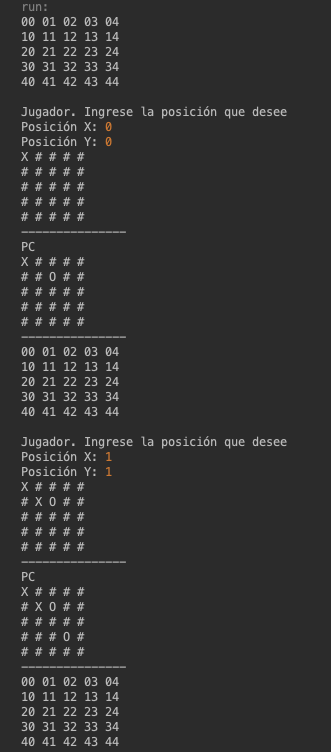 run:
00 01 02 03 04
10 11 12 13 14
20 21 22 23 24
30 31 32 33 34
40 41 42 43 44
Jugador. Ingrese la posición que desee
Posición X: 0
Posición Y: 0
X # # # #
# # # # #
# # # # #
# # # # #
# # # # #
---------------
PC
X # # # #
# # O # #
# # # # #
# # # # #
# # # # #
---------------
00 01 02 03 04
10 11 12 13 14
20 21 22 23 24
30 31 32 33 34
40 41 42 43 44
Jugador. Ingrese la posición que desee
Posición X: 1
Posición Y: 1
X # # # #
# X O # #
# # # # #
# # # # #
# # # # #
---------------
PC
X # # # #
# X O # #
# # # # #
# # # O #
# # # # #
---------------
00 01 02 03 04
10 11 12 13 14
20 21 22 23 24
30 31 32 33 34
40 41 42 43 44